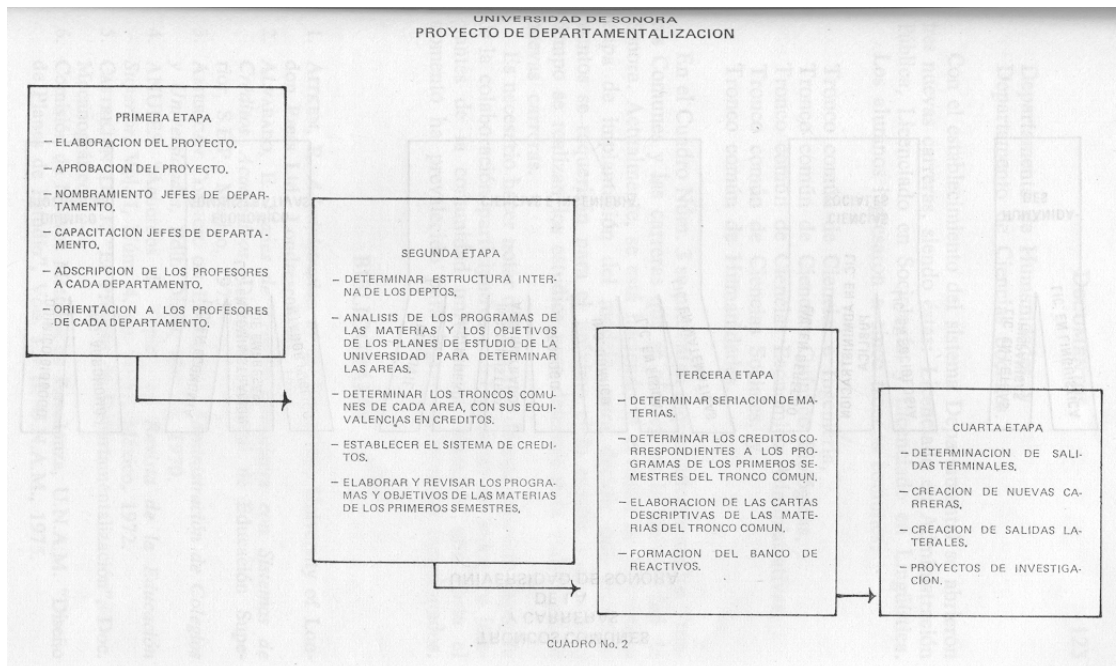 UNIVERSIDAD DE SONORA
PROYECTO DE DEPARTAMENTALIZACION
PRIMERA ETAPA
— ELABORACION DEL PROYECTO.
— APROBACION DEL PROYECTO.
— NOMBRAMIENTO JEFES DE DEPAR-
TAMENTO.
— CAPACITACION JEFES DE DEPARTA-
MENTO.
— ADSCRIPCION DE LOS PROFESORES
A CADA DEPARTAMENTO.
— ORIENTACION A LOS PROFESORES
DE CADA DEPARTAMENTO.
SEGUNDA ETAPA
— DETERMINAR ESTRUCTURA INTER-
NA DE LOS DEPTOS.
— ANALISIS DE LOS PROGRAMAS DE
LAS MATERIAS Y LOS OBJETIVOS
DE LOS PLANES DE ESTUDIO DE LA
UNIVERSIDAD PARA DETERMINAR
LAS AREAS.
— DETERMINAR LOS TRONCOS COMU-
NES DE CADA AREA, CON SUS EQUI-
VALENCIAS EN CREDITOS.
— ESTABLECER EL SISTEMA DE CREDI-
TOS.
— ELABORAR Y REVISAR LOS PROGRA-
MAS Y OBJETIVOS DE LAS MATERIAS
DE LOS PRIMEROS SEMESTRES.
TERCERA ETAPA
— DETERMINAR SERIACION DE MA-
TERIAS.
— DETERMINAR LOS CREDITOS CO-
RRESPONDIENTES A LOS PRO-
GRAMAS DE LOS PRIMEROS SE-
MESTRES DEL TRONCO COMUN.
— ELABORACION DE LAS CARTAS
DESCRIPTIVAS DE LAS MATE-
RIAS DEL TRONCO COMUN.
— FORMACION DEL BANCO DE
REACTIVOS.
CUARTA ETAPA
— DETERMINACION DE SALI-
DAS TERMINALES.
— CREACION DE NUEVAS CA-
RRERAS.
— CREACION DE SALIDAS LA-
TERALES.
— PROYECTOS DE INVESTIGA-
CION.
CUADRO No. 2